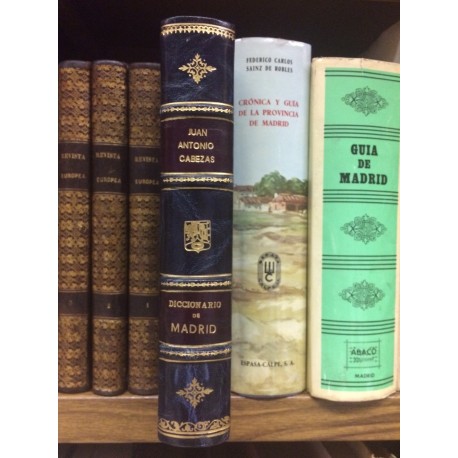 REVISTA
EUROPEA
REVISTA
EUROPEA
REVISTA
EUROPEA
JUAN
ANTONIO
CABEZAS
DICCIONARIO
DE
MADRID
FEDERICO CARLOS
SAINZ DE ROBLES
CRÓNICA Y GUÍA
DE LA PROVINCIA
DE MADRID
ESPASA-CALPE, S. A.
GUIA
DE
MADRID
ÁBACO
MADRID